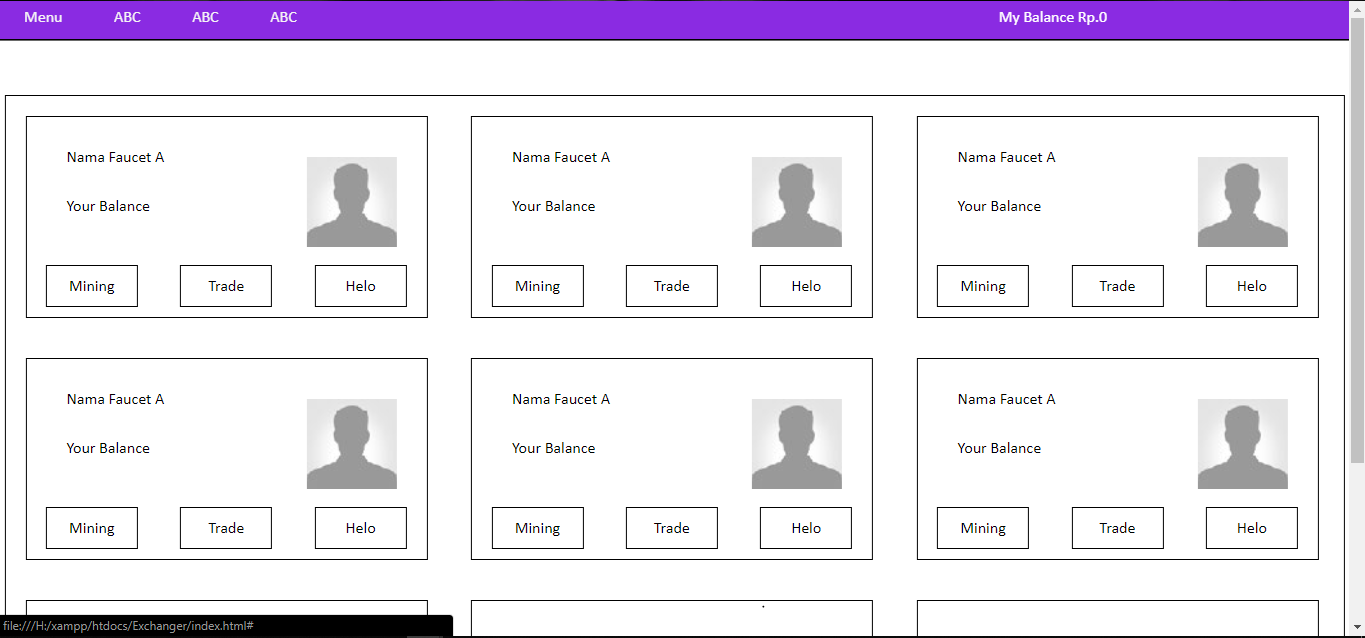 Menu ABC ABC ABC My Balance Rp.0
Nama Faucet A Nama Faucet A Nama Faucet A
Your Balance Your Balance Your Balance
Mining Trade Helo Mining Trade Helo Mining Trade Helo
Nama Faucet A Nama Faucet A Nama Faucet A
Your Balance Your Balance Your Balance
Mining Trade Helo Mining Trade Helo Mining Trade Helo
file:///H:/xampp/htdocs/Exchanger/index.html#